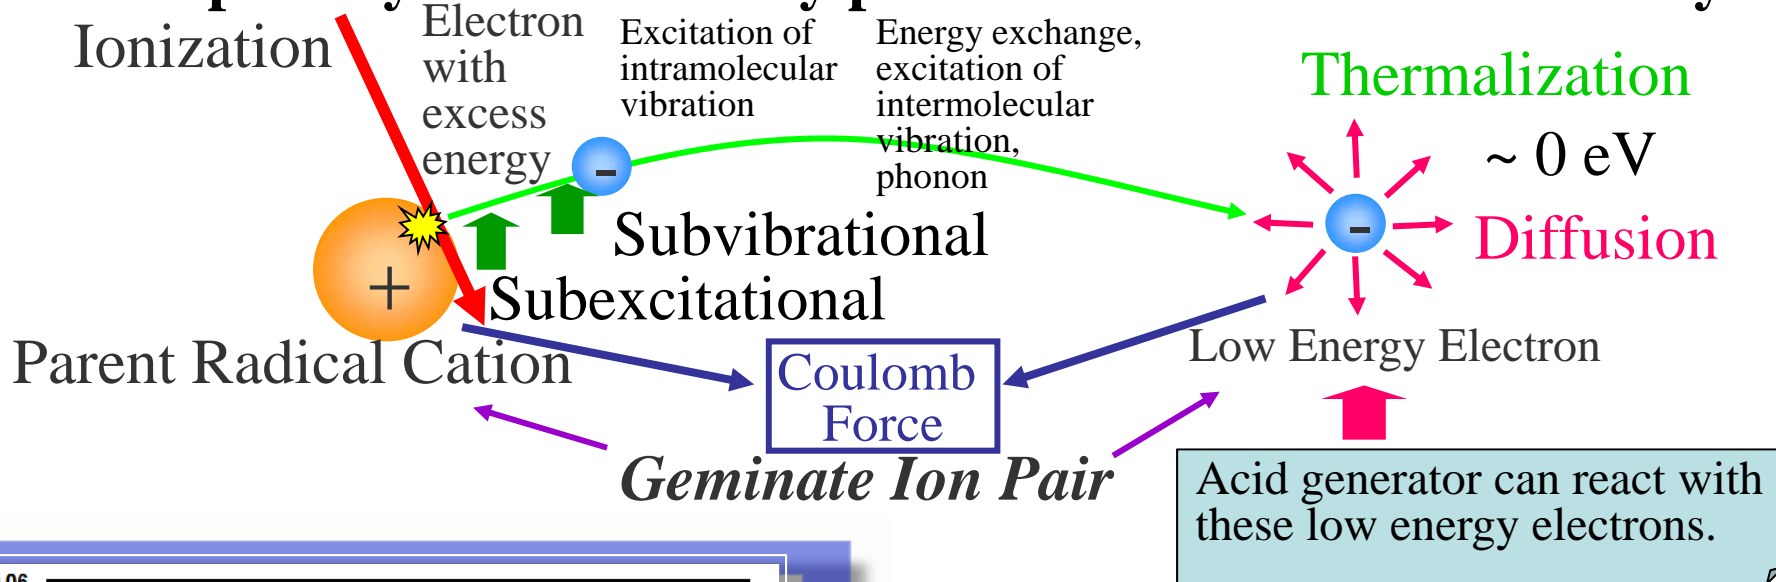 Ionization
Electron
with
excess
energy
Excitation of
intramolecular
vibration
Energy exchange,
excitation of
intermolecular
vibration,
phonon
Thermalization
~ 0 eV
Diffusion
-
-
+
Subvibrational
Subexcitational
Parent Radical Cation
Coulomb
Force
Low Energy Electron
Geminate Ion Pair
Acid generator can react with
these low energy electrons.